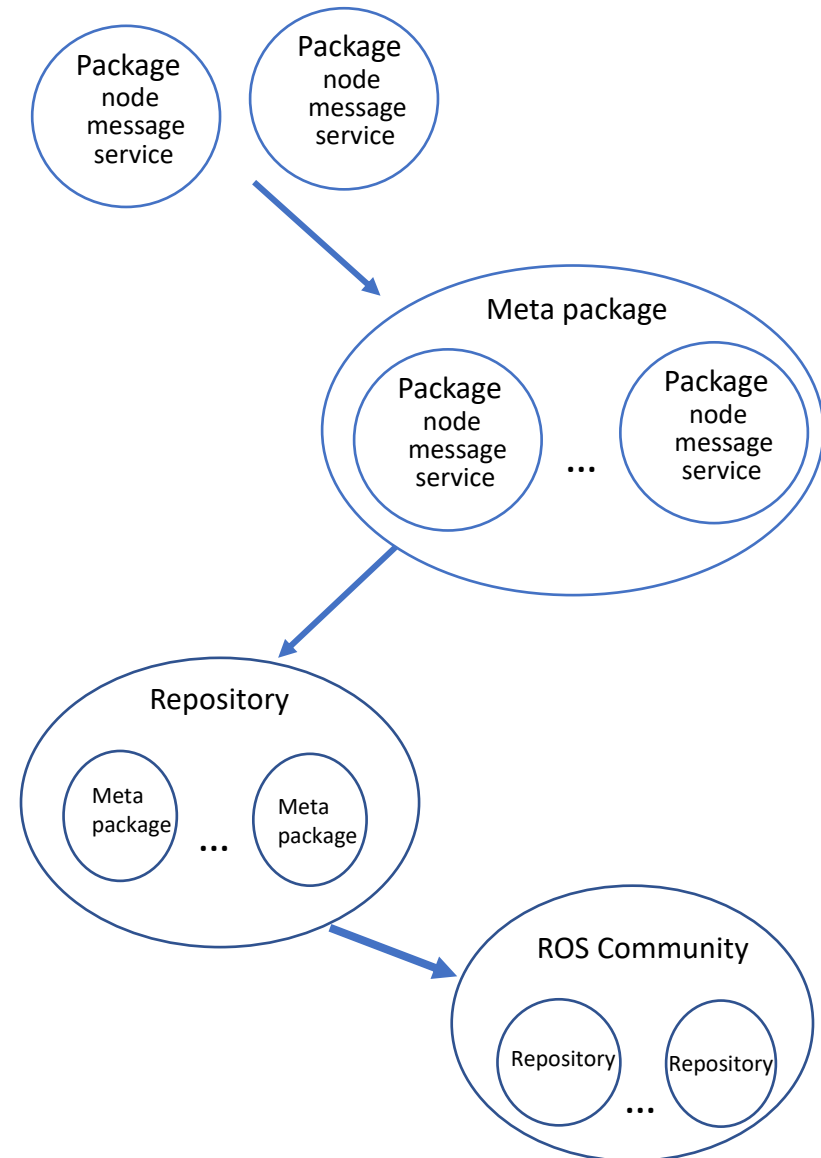 Package
node
message
service
Package
node
message
service
Meta package
Package
node
message
service
...
Package
node
message
service
Repository
Meta
package
...
Meta
package
ROS Community
Repository
...
Repository